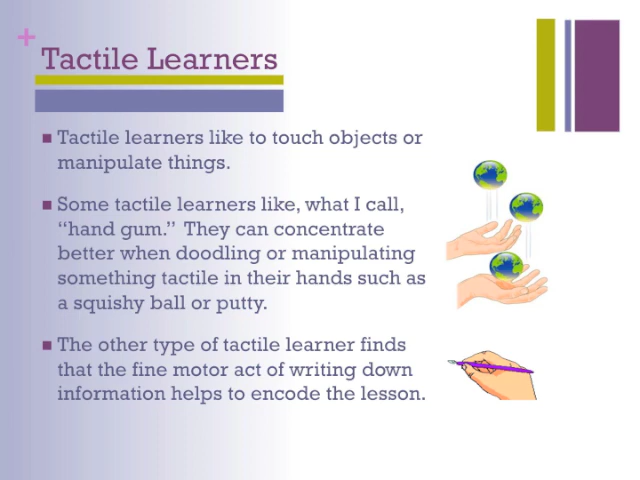 +
Tactile Learners
■ Tactile learners like to touch objects or
manipulate things.
■ Some tactile learners like, what I call,
“hand gum.” They can concentrate
better when doodling or manipulating
something tactile in their hands such as
a squishy ball or putty.
■ The other type of tactile learner finds
that the fine motor act of writing down
information helps to encode the lesson.